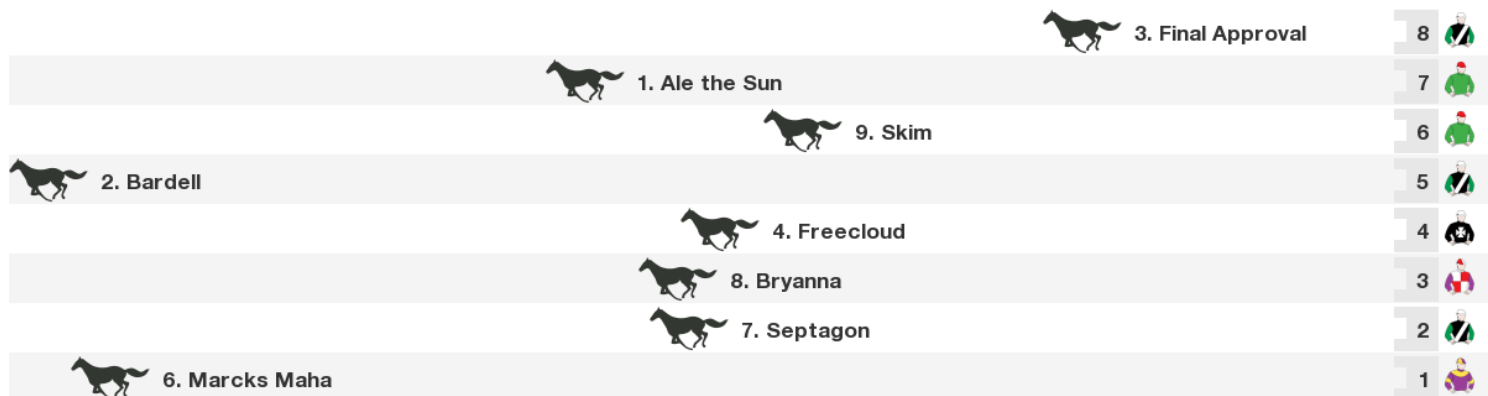 3. Final Approval 8
1. Ale the Sun 7
9. Skim 6
2. Bardell 5
4. Freecloud 4
8. Bryanna 3
7. Septagon 2
6. Marcks Maha 1